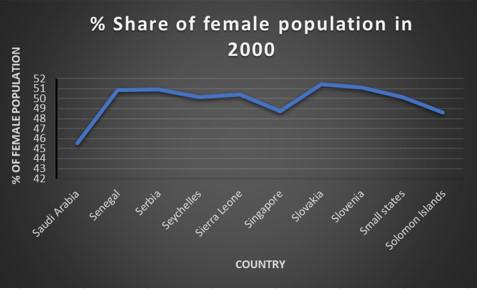 % Share of female population in
2000
% OF FEMALE POPULATION
52
51
50
49
48
47
46
45
44
43
42
Saudi Arabia
Senegal
Serbia
Seychelles
Sierra Leone
Singapore
Slovakia
Slovenia
Small states
Solomon Islands
COUNTRY